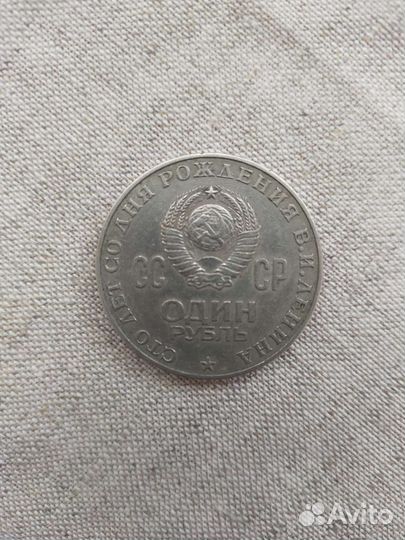 СТО ЛЕТ СО ДНЯ РОЖДЕНИЯ В.И.ЛЕНИНА
СС СР
ОДИН
РУБЛЬ
Avito